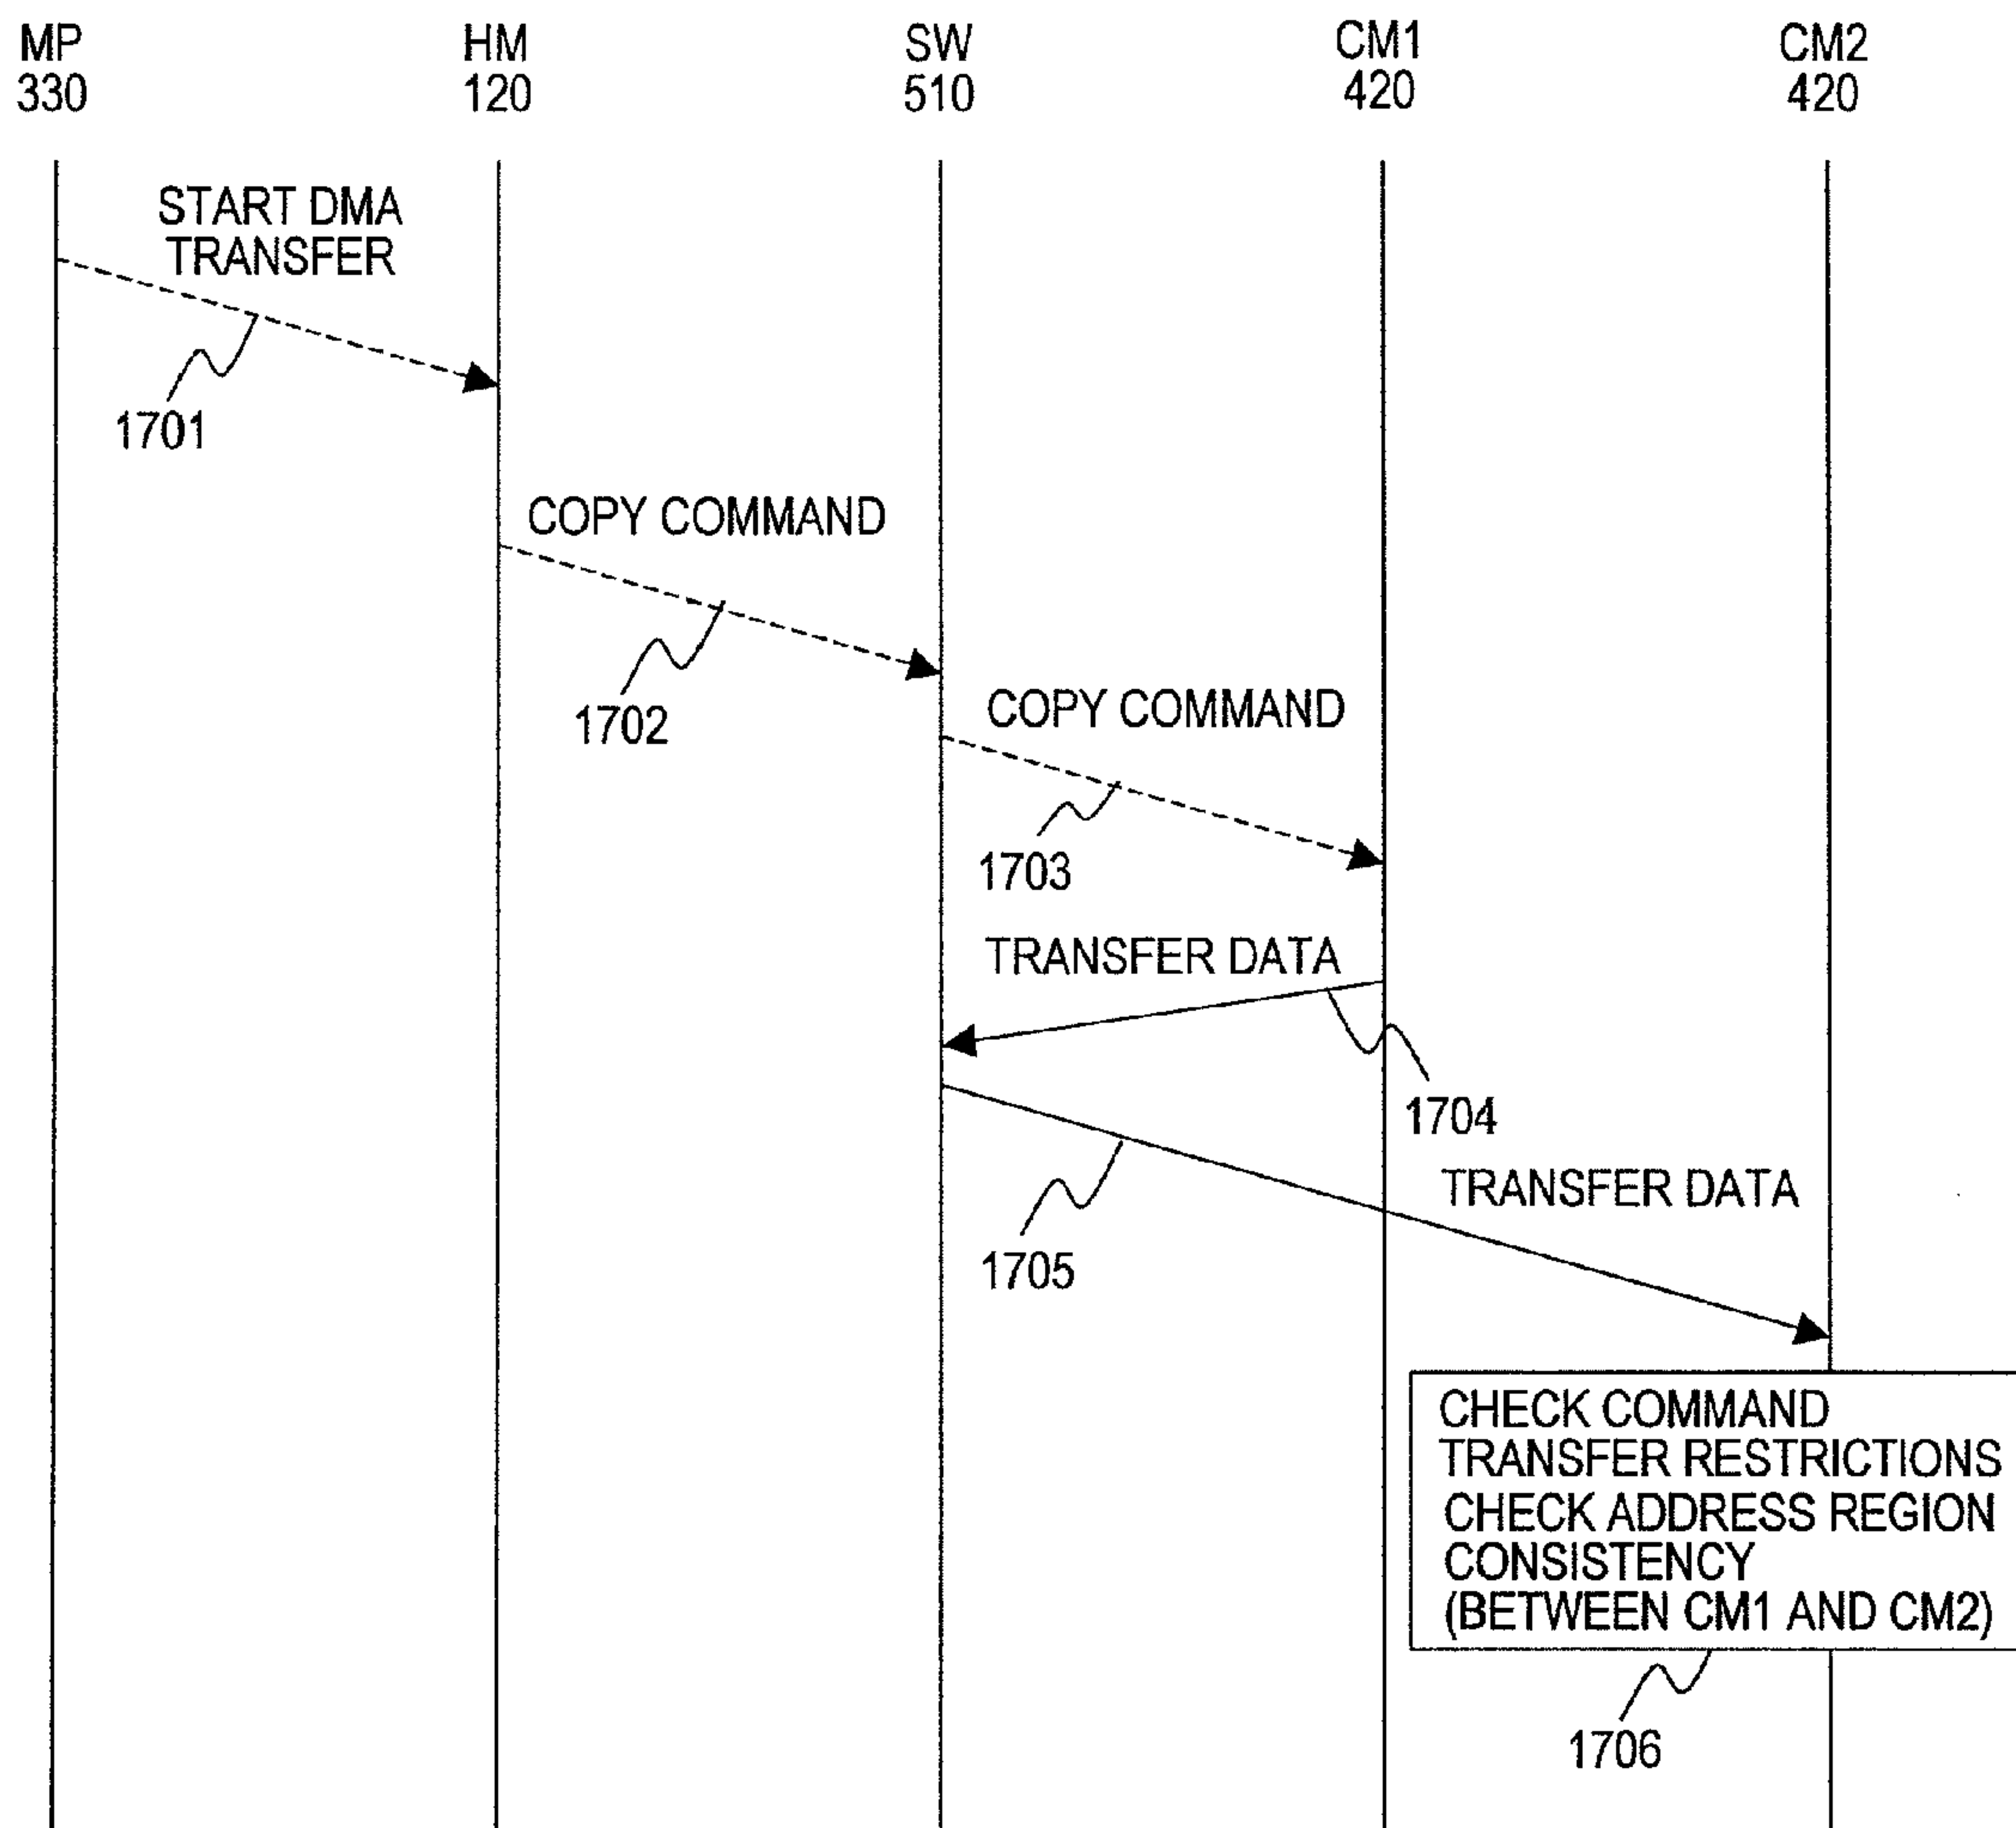 MP
330
HM
120
SW
510
CM1
420
CM2
420
START DMA
TRANSFER
1701
COPY COMMAND
1702
COPY COMMAND
1703
TRANSFER DATA
1704
TRANSFER DATA
1705
CHECK COMMAND
TRANSFER RESTRICTIONS
CHECK ADDRESS REGION
CONSISTENCY
(BETWEEN CM1 AND CM2)
1706